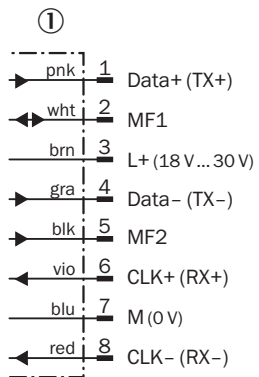 ①
pnk 1 Data+ (TX+)
wht 2 MF1
brn 3 L+ (18 V ... 30 V)
gra 4 Data– (TX–)
blk 5 MF2
vio 6 CLK+ (RX+)
blu 7 M (0 V)
red 8 CLK– (RX–)